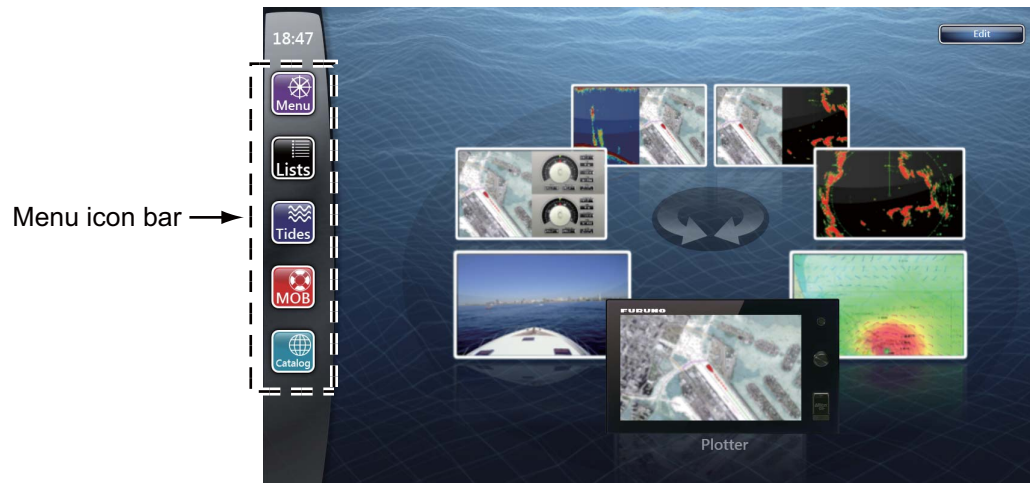 18:47
Edit
Menu
Lists
Menu icon bar
Tides
MOB
Catalog
FURUNO
Plotter